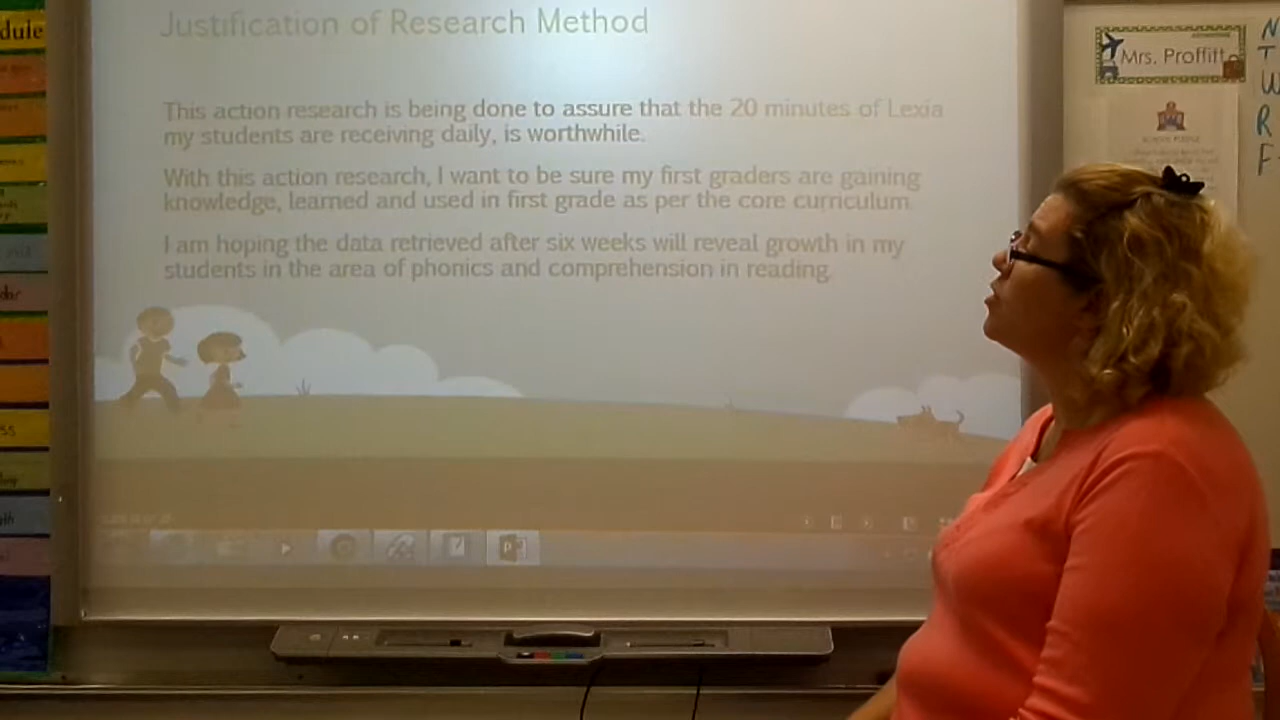 Justification of Research Method
This action research is being done to assure that the 20 minutes of Lexia
my students are receiving daily, is worthwhile.
With this action research, I want to be sure my first graders are gaining
knowledge, learned and used in first grade as per the core curriculum.
I am hoping the data retrieved after six weeks will reveal growth in my
students in the area of phonics and comprehension in reading.
dule
Mrs. Proffitt
SCHOOL PLEDGE
N
T
W
R
F